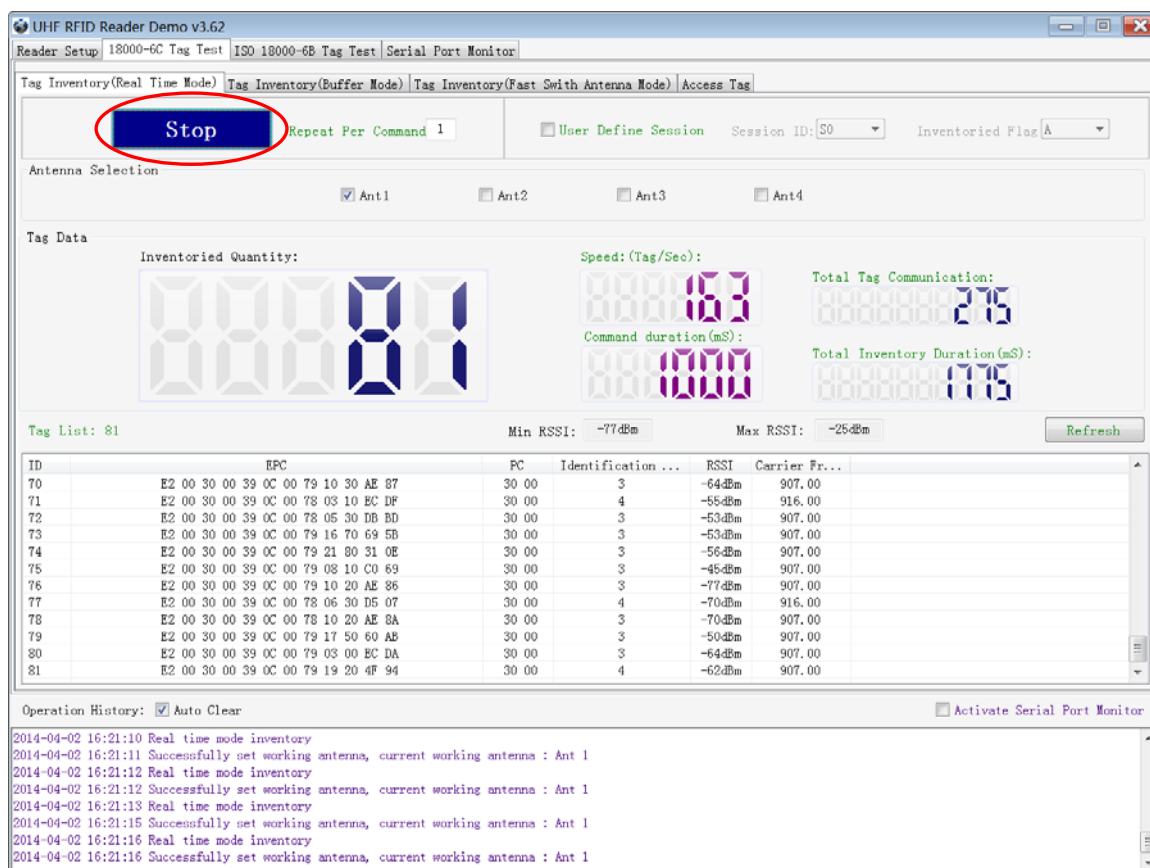 UHF RFID Reader Demo v3.62
Reader Setup 18000-6C Tag Test ISO 18000-6B Tag Test Serial Port Monitor
Tag Inventory(Real Time Mode) Tag Inventory(Buffer Mode) Tag Inventory(Fast Swith Antenna Mode) Access Tag
Stop Repeat Per Command 1 User Define Session Session ID: S0 Inventoried Flag A
Antenna Selection
Ant1 Ant2 Ant3 Ant4
Tag Data
Inventoried Quantity: Speed:(Tag/Sec): Total Tag Communication:
81 163 275
Command duration(mS): Total Inventory Duration(mS):
1000 1775
Tag List: 81 Min RSSI: -77dBm Max RSSI: -25dBm Refresh
ID EPC PC Identification ... RSSI Carrier Fr...
70 E2 00 30 00 39 0C 00 79 10 30 AE 87 30 00 3 -64dBm 907.00
71 E2 00 30 00 39 0C 00 78 03 10 EC DF 30 00 4 -55dBm 916.00
72 E2 00 30 00 39 0C 00 78 05 30 DB BD 30 00 3 -53dBm 907.00
73 E2 00 30 00 39 0C 00 79 16 70 69 5B 30 00 3 -53dBm 907.00
74 E2 00 30 00 39 0C 00 79 21 80 31 0E 30 00 3 -56dBm 907.00
75 E2 00 30 00 39 0C 00 79 08 10 C0 69 30 00 3 -45dBm 907.00
76 E2 00 30 00 39 0C 00 79 10 20 AE 86 30 00 3 -77dBm 907.00
77 E2 00 30 00 39 0C 00 78 06 30 D5 07 30 00 4 -70dBm 916.00
78 E2 00 30 00 39 0C 00 78 10 20 AE 8A 30 00 3 -70dBm 907.00
79 E2 00 30 00 39 0C 00 79 17 50 60 AB 30 00 3 -50dBm 907.00
80 E2 00 30 00 39 0C 00 79 03 00 EC DA 30 00 3 -64dBm 907.00
81 E2 00 30 00 39 0C 00 79 19 20 4F 94 30 00 4 -62dBm 907.00
Operation History: Auto Clear Activate Serial Port Monitor
2014-04-02 16:21:10 Real time mode inventory
2014-04-02 16:21:11 Successfully set working antenna, current working antenna : Ant 1
2014-04-02 16:21:12 Real time mode inventory
2014-04-02 16:21:12 Successfully set working antenna, current working antenna : Ant 1
2014-04-02 16:21:13 Real time mode inventory
2014-04-02 16:21:15 Successfully set working antenna, current working antenna : Ant 1
2014-04-02 16:21:16 Real time mode inventory
2014-04-02 16:21:16 Successfully set working antenna, current working antenna : Ant 1